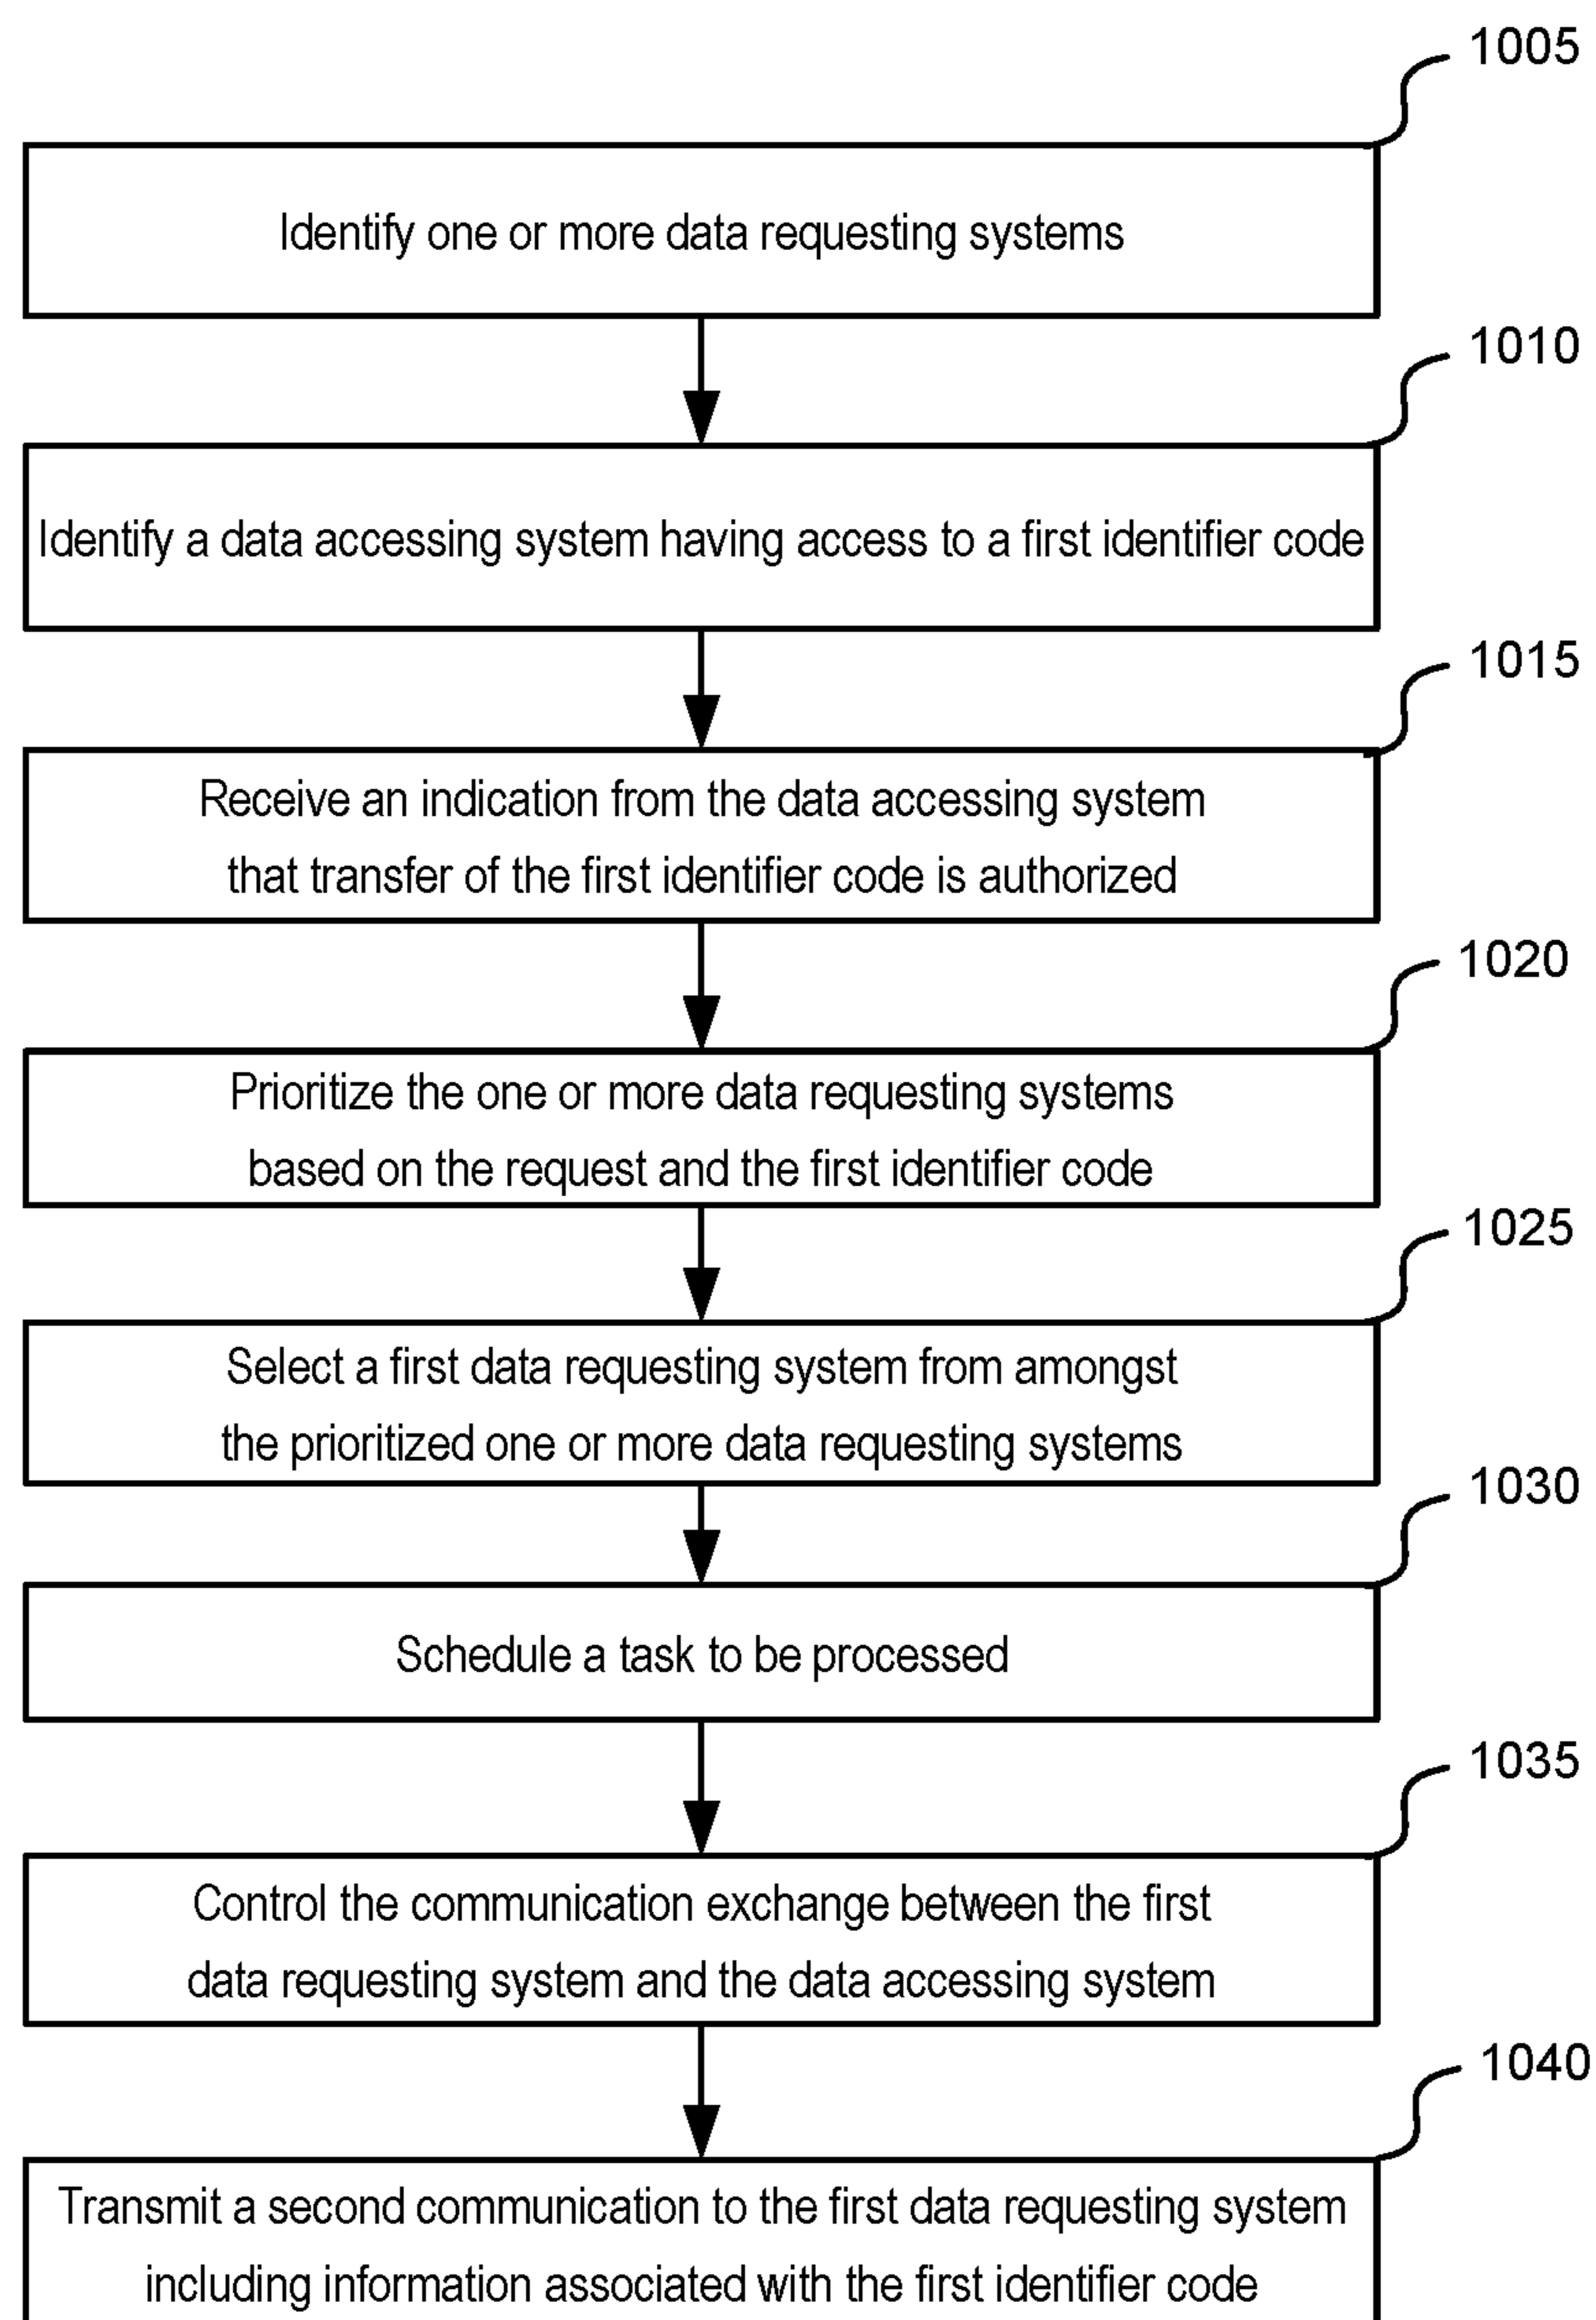 1005
Identify one or more data requesting systems
1010
Identify a data accessing system having access to a first identifier code
1015
Receive an indication from the data accessing system
that transfer of the first identifier code is authorized
1020
Prioritize the one or more data requesting systems
based on the request and the first identifier code
1025
Select a first data requesting system from amongst
the prioritized one or more data requesting systems
1030
Schedule a task to be processed
1035
Control the communication exchange between the first
data requesting system and the data accessing system
1040
Transmit a second communication to the first data requesting system
including information associated with the first identifier code